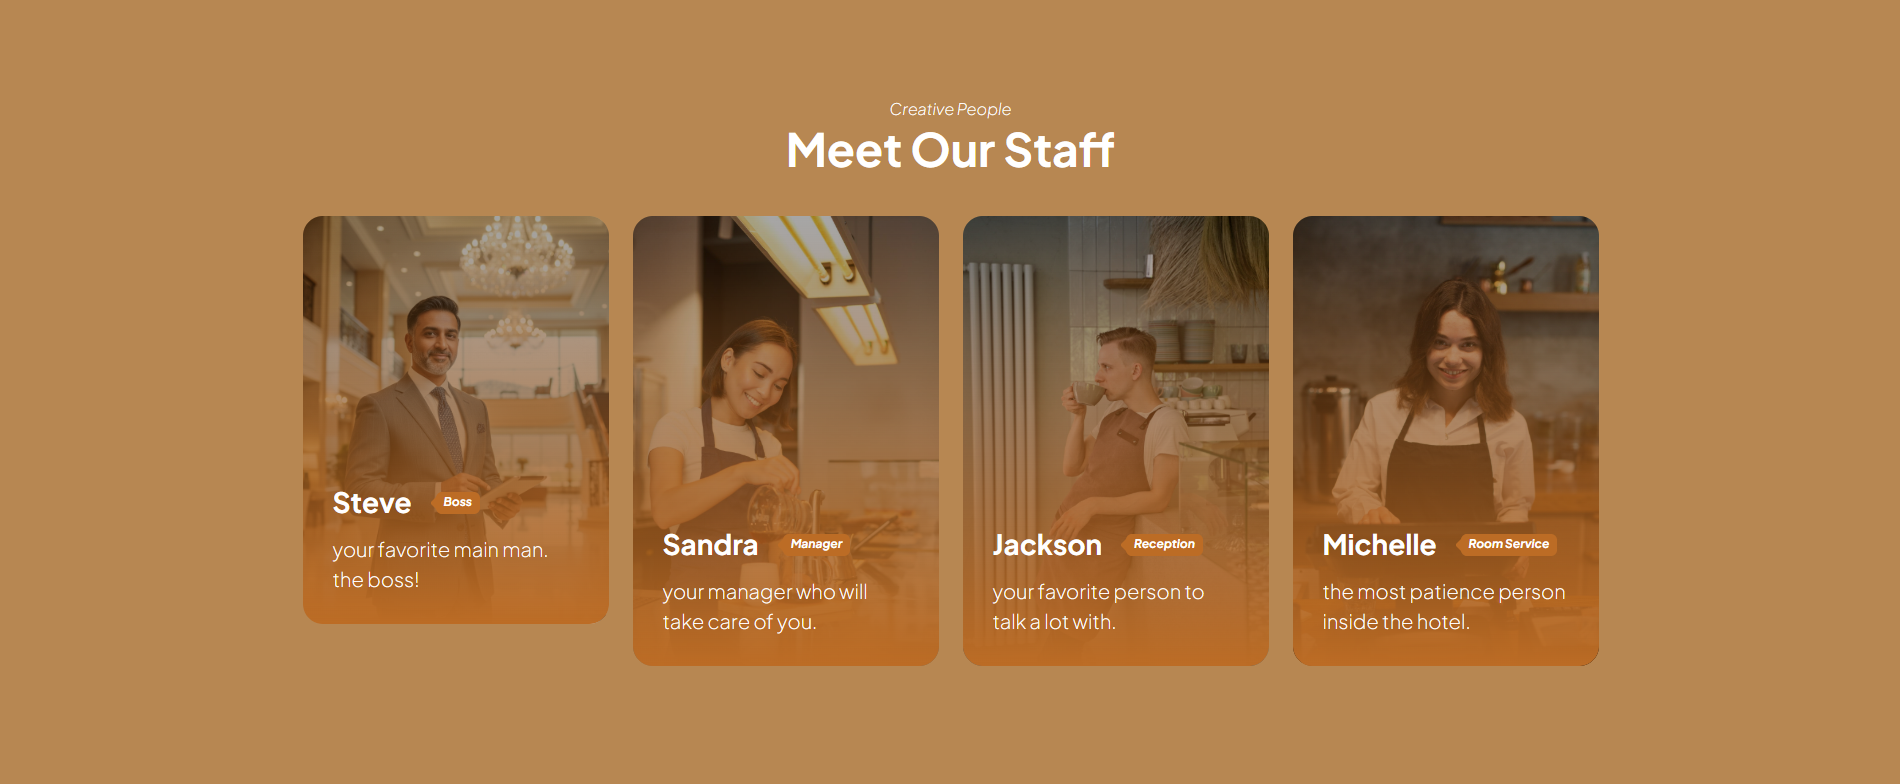 Creative People
Meet Our Staff
Steve
Boss
your favorite main man.
the boss!
Sandra
Manager
your manager who will
take care of you.
Jackson
Reception
your favorite person to
talk a lot with.
Michelle
Room Service
the most patience person
inside the hotel.